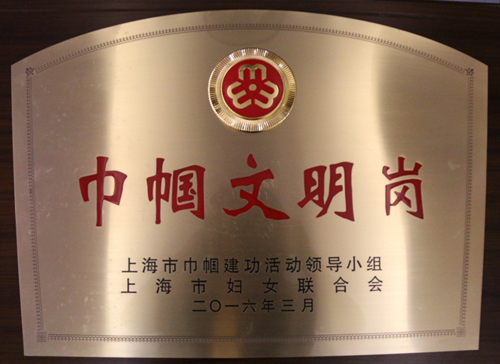 巾帼文明岗
上海市巾帼建功活动领导小组
上海市妇女联合会
二〇一六年三月